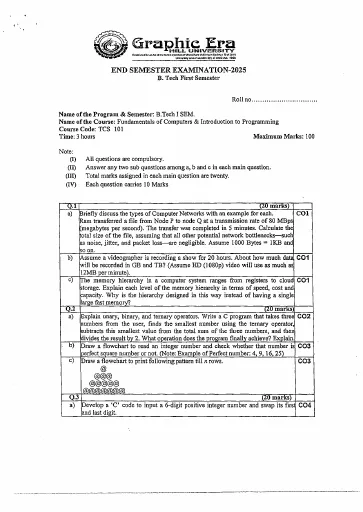 Graphic Era
HILL UNIVERSITY
END SEMESTER EXAMINATION-2025
B. Tech First Semester
Roll no..............................
Name of the Program & Semester: B.Tech I SEM.
Name of the Course: Fundamentals of Computers & Introduction to Programming
Course Code: TCS 101
Time: 3 hours Maximum Marks: 100
Note:
(I) All questions are compulsory.
(II) Answer any two sub questions among a, b and c in each main question.
(III) Total marks assigned in each main question are twenty.
(IV) Each question carries 10 Marks
Q.1 (20 marks)
a) Briefly discuss the types of Computer Networks with an example for each. CO1
Ram transferred a file from Node P to node Q at a transmission rate of 80 MBps
(megabytes per second). The transfer was completed in 5 minutes. Calculate the
total size of the file, assuming that all other potential network bottlenecks—such
as noise, jitter, and packet loss—are negligible. Assume 1000 Bytes = 1KB and
so on.
b) Assume a videographer is recording a show for 20 hours. About how much data CO1
will be recorded in GB and TB? (Assume HD (1080p) video will use as much as
12MB per minute).
c) The memory hierarchy in a computer system ranges from registers to cloud CO1
storage. Explain each level of the memory hierarchy in terms of speed, cost and
capacity. Why is the hierarchy designed in this way instead of having a single
large fast memory?
Q.2 (20 marks)
a) Explain unary, binary, and ternary operators. Write a C program that takes three CO2
numbers from the user, finds the smallest number using the ternary operator,
subtracts this smallest value from the total sum of the three numbers, and then
divides the result by 2. What operation does the program finally achieve? Explain
b) Draw a flowchart to read an integer number and check whether that number is CO3
perfect square number or not. (Note: Example of Perfect number: 4, 9, 16, 25)
c) Draw a flowchart to print following pattern till n rows. CO3
@
@@@
@@@@@
@@@@@@@
Q.3 (20 marks)
a) Develop a 'C' code to input a 6-digit positive integer number and swap its first CO4
and last digit.